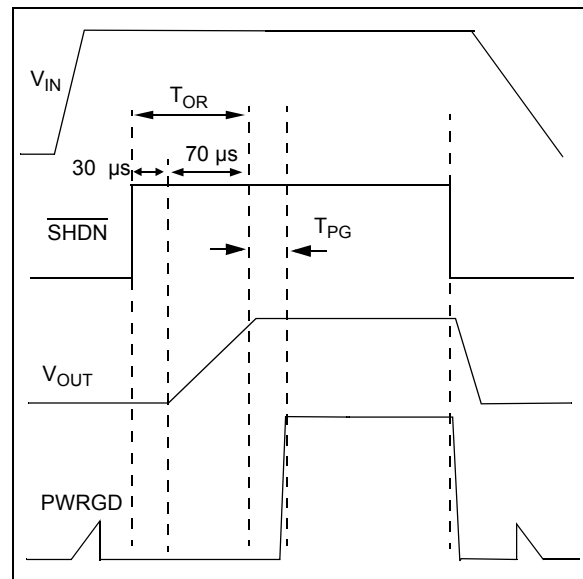 V_IN
T_OR
30 µs 70 µs
SHDN
T_PG
V_OUT
PWRGD